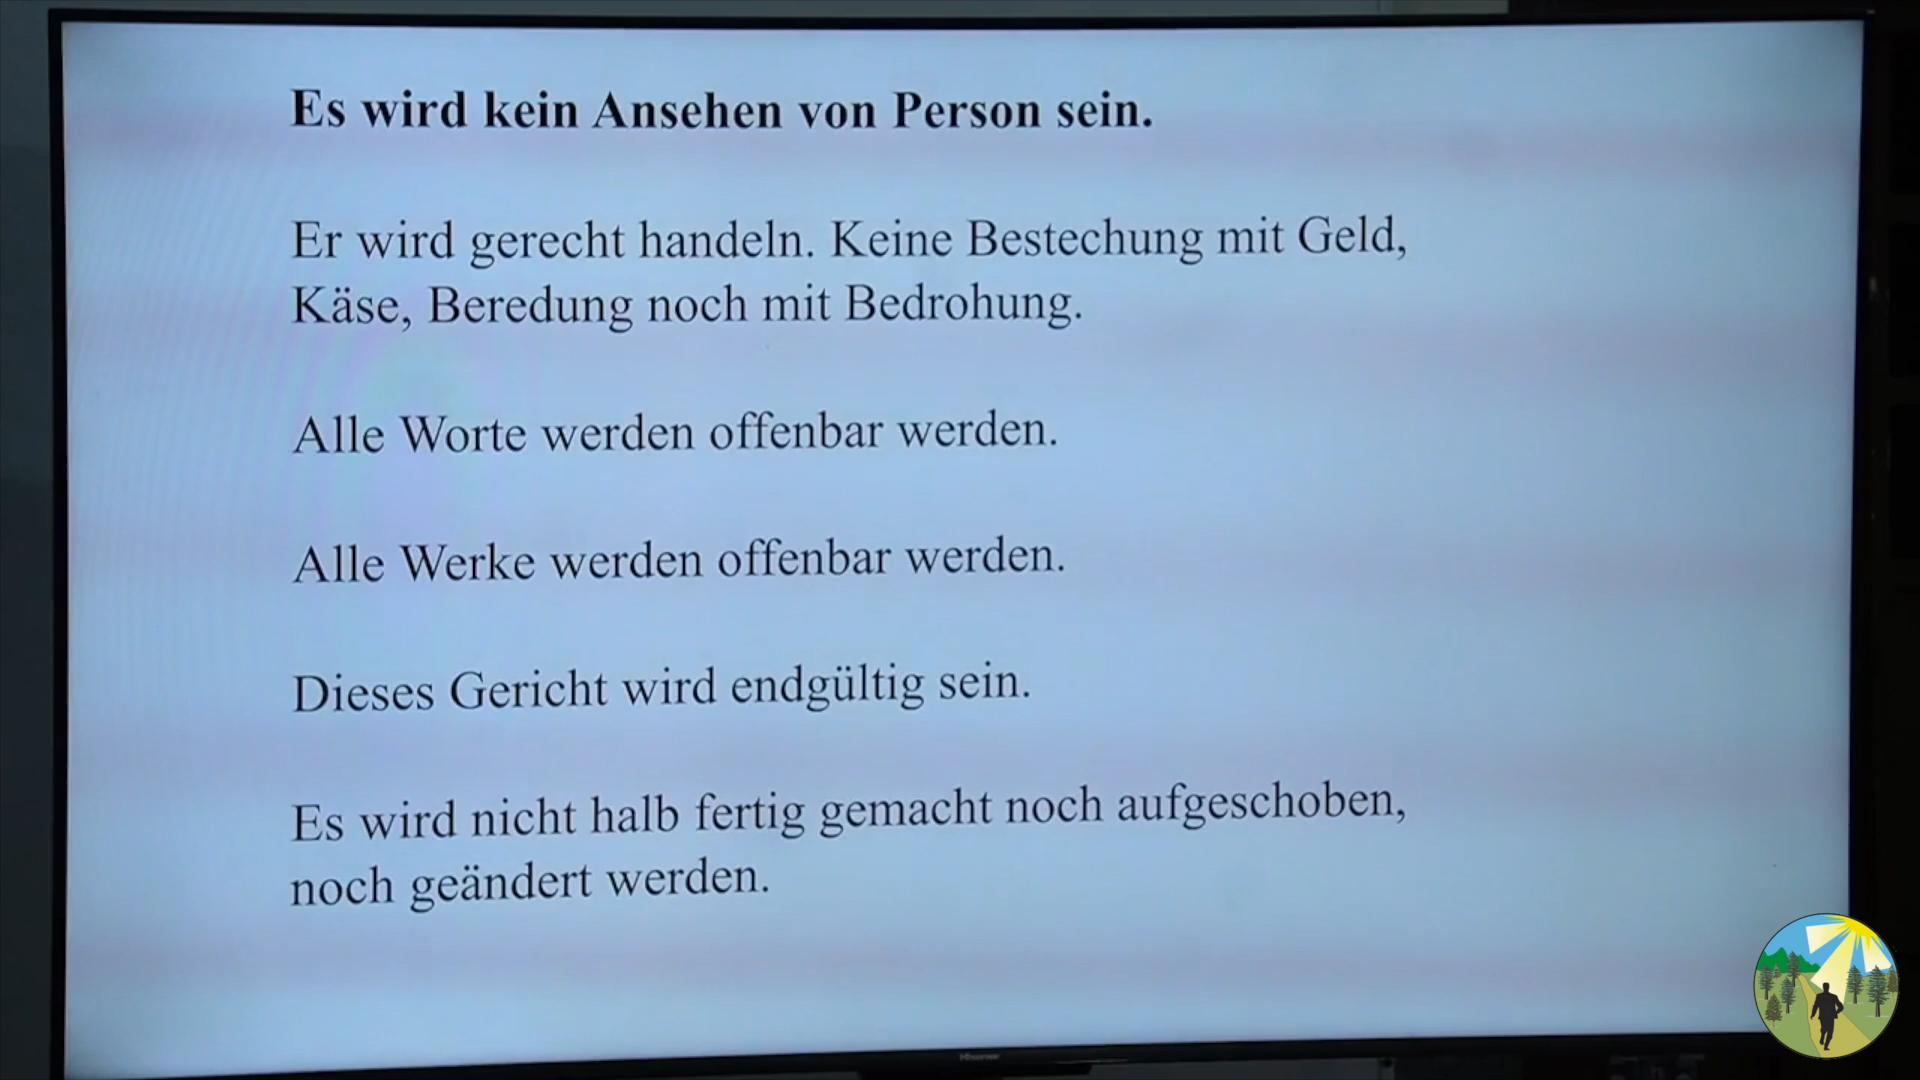 Es wird kein Ansehen von Person sein.
Er wird gerecht handeln. Keine Bestechung mit Geld,
Käse, Beredung noch mit Bedrohung.
Alle Worte werden offenbar werden.
Alle Werke werden offenbar werden.
Dieses Gericht wird endgültig sein.
Es wird nicht halb fertig gemacht noch aufgeschoben,
noch geändert werden.
Hisense